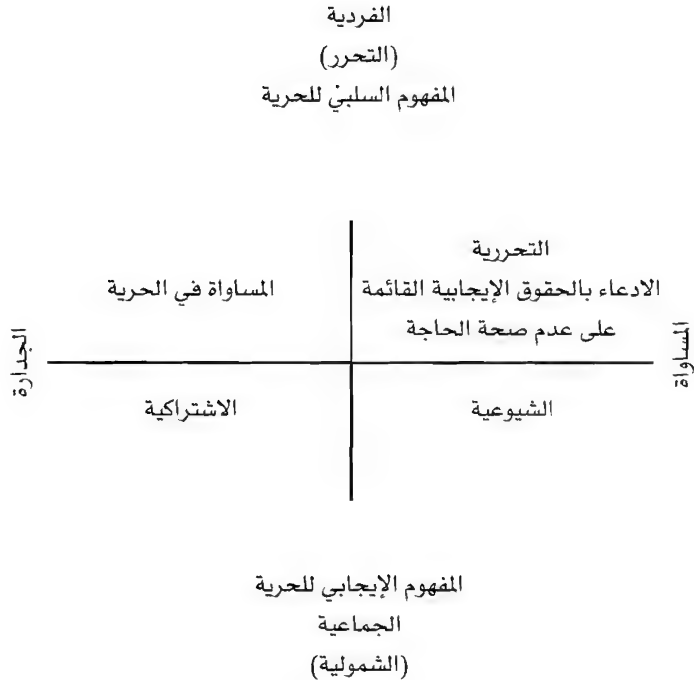 الفردية
(التحرر)
المفهوم السلبيّ للحرية
التحررية
المساواة في الحرية
الادعاء بالحقوق الإيجابية القائمة
على عدم صحة الحاجة
الجدارة
المساواة
الاشتراكية
الشيوعية
المفهوم الإيجابي للحرية
الجماعية
(الشمولية)